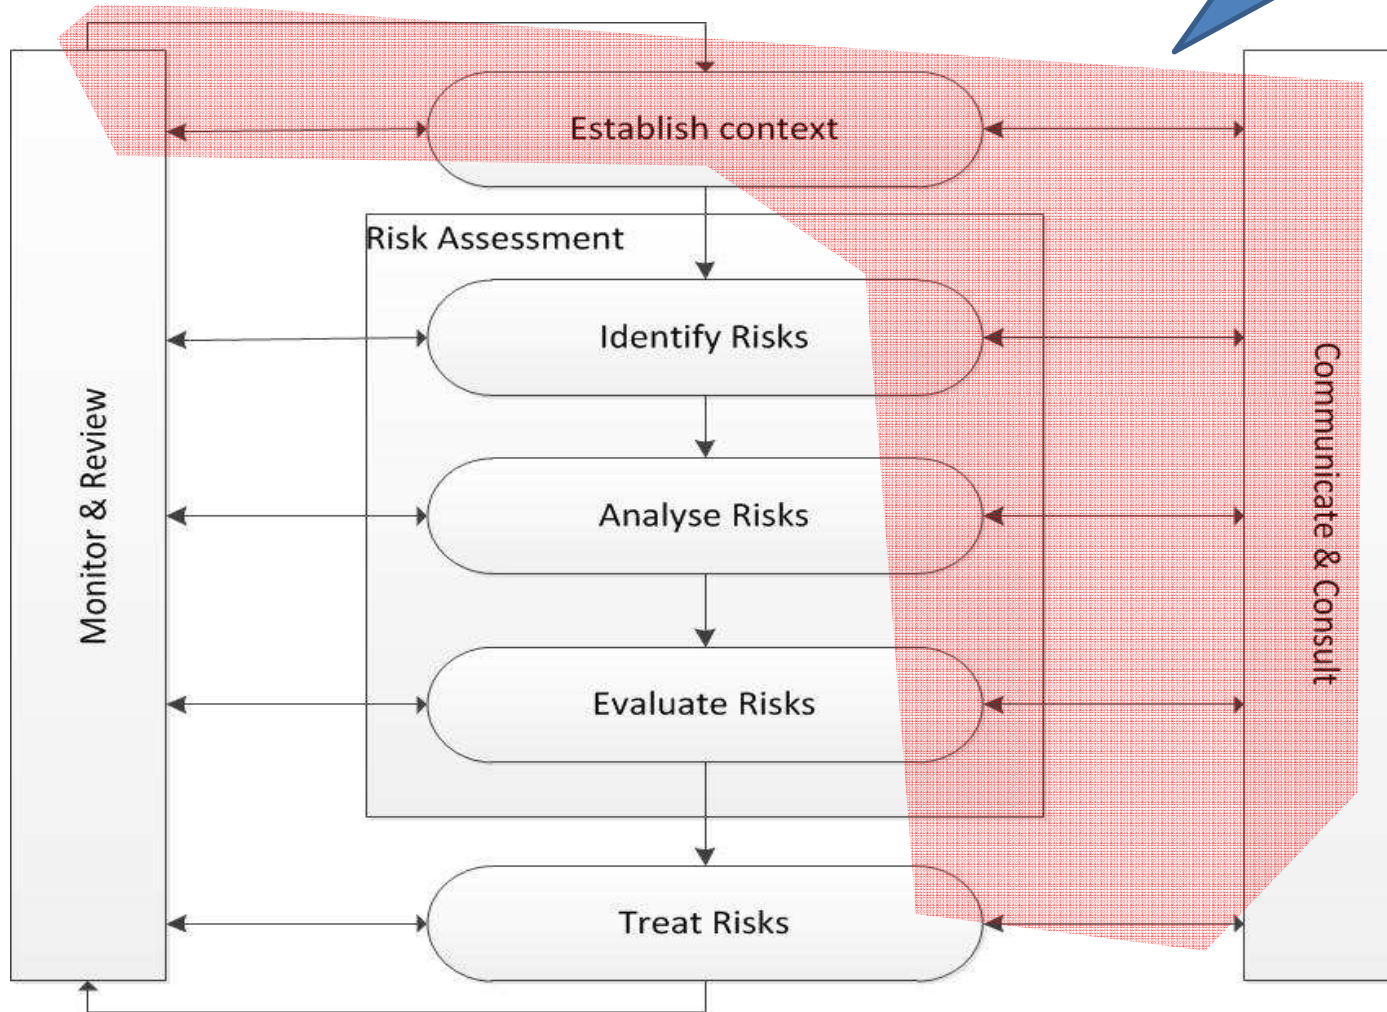 Establish context
Risk Assessment
Identify Risks
Analyse Risks
Evaluate Risks
Treat Risks
Monitor & Review
Communicate & Consult